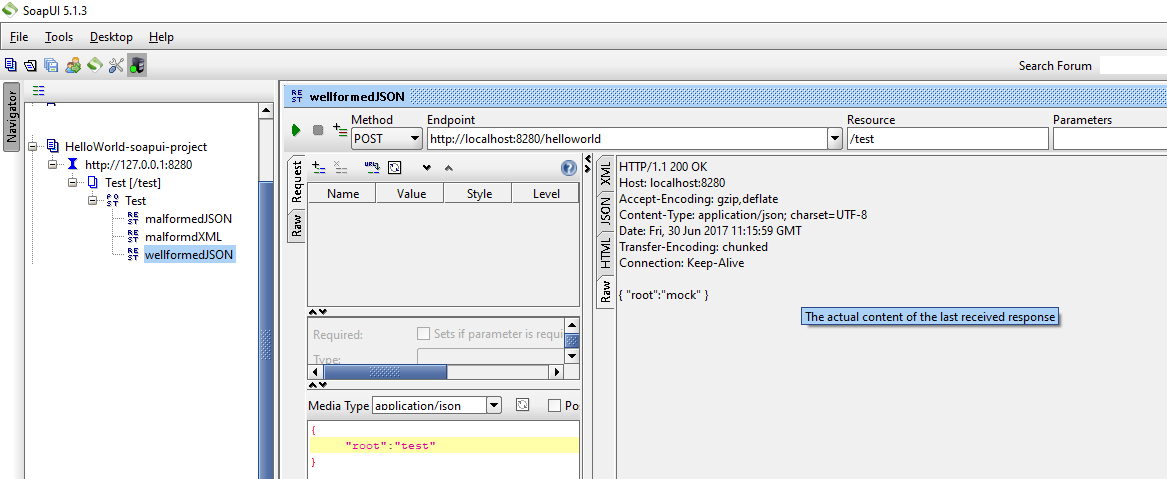 SoapUI 5.1.3
File Tools Desktop Help
Search Forum
Navigator
HelloWorld-soapui-project
http://127.0.0.1:8280
Test [/test]
Test
malformedJSON
malformdXML
wellformedJSON
wellformedJSON
Method Endpoint Resource Parameters
POST http://localhost:8280/helloworld /test
Request
Raw
Name Value Style Level
Required: Sets if parameter is requi
Type:
Media Type application/json Po
{
"root":"test"
}
XML
JSON
HTML
Raw
HTTP/1.1 200 OK
Host: localhost:8280
Accept-Encoding: gzip,deflate
Content-Type: application/json; charset=UTF-8
Date: Fri, 30 Jun 2017 11:15:59 GMT
Transfer-Encoding: chunked
Connection: Keep-Alive
{ "root":"mock" }
The actual content of the last received response